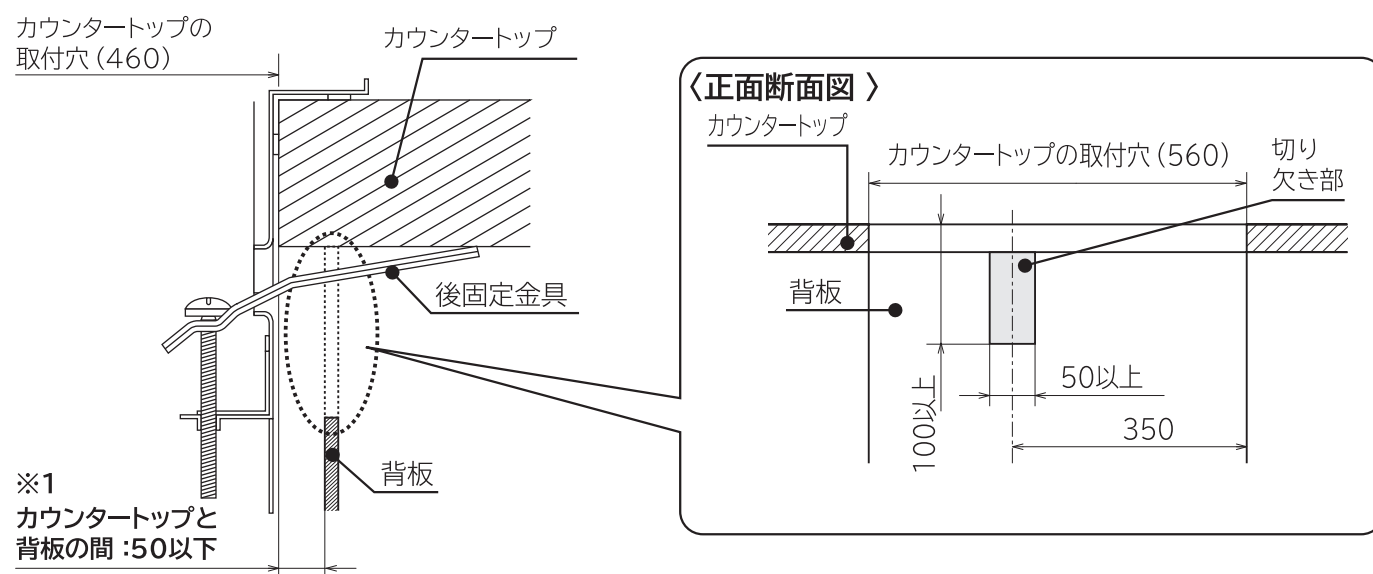 カウンタートップの
取付穴（460）
カウンタートップ
後固定金具
背板
※1
カウンタートップと
背板の間：50以下
〈正面断面図 〉
カウンタートップ
カウンタートップの取付穴（560）
切り
欠き部
背板
100以上
50以上
350